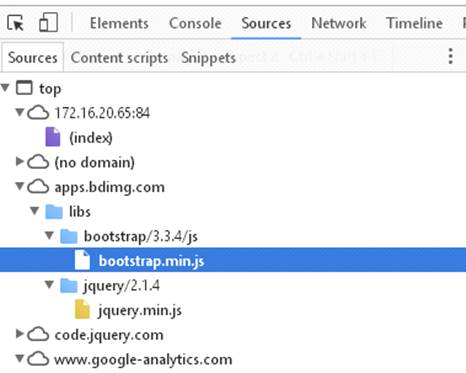 Elements Console Sources Network Timeline
Sources Content scripts Snippets
top
172.16.20.65:84
(index)
(no domain)
apps.bdimg.com
libs
bootstrap/3.3.4/js
bootstrap.min.js
jquery/2.1.4
jquery.min.js
code.jquery.com
www.google-analytics.com